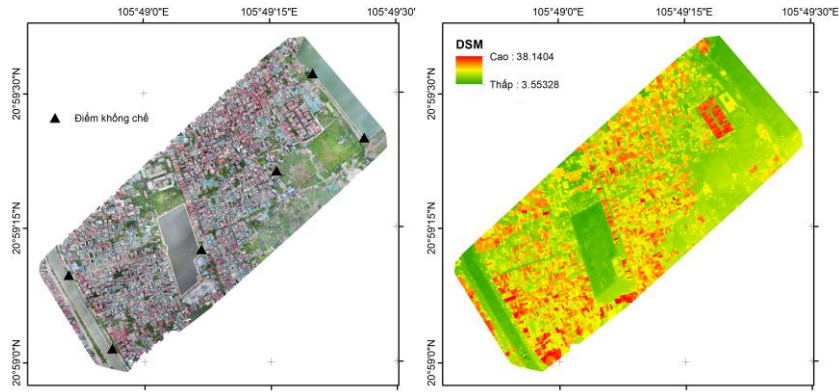 105°49'0"E
105°49'15"E
105°49'30"
105°49'0"E
105°49'15"E
105°49'30"E
20°59'30"N
20°59'15"N
20°59'0"N
Điểm khống chế
20°59'30"N
20°59'15"N
20°59'0"N
DSM
Cao : 38.1404
Thấp : 3.55328